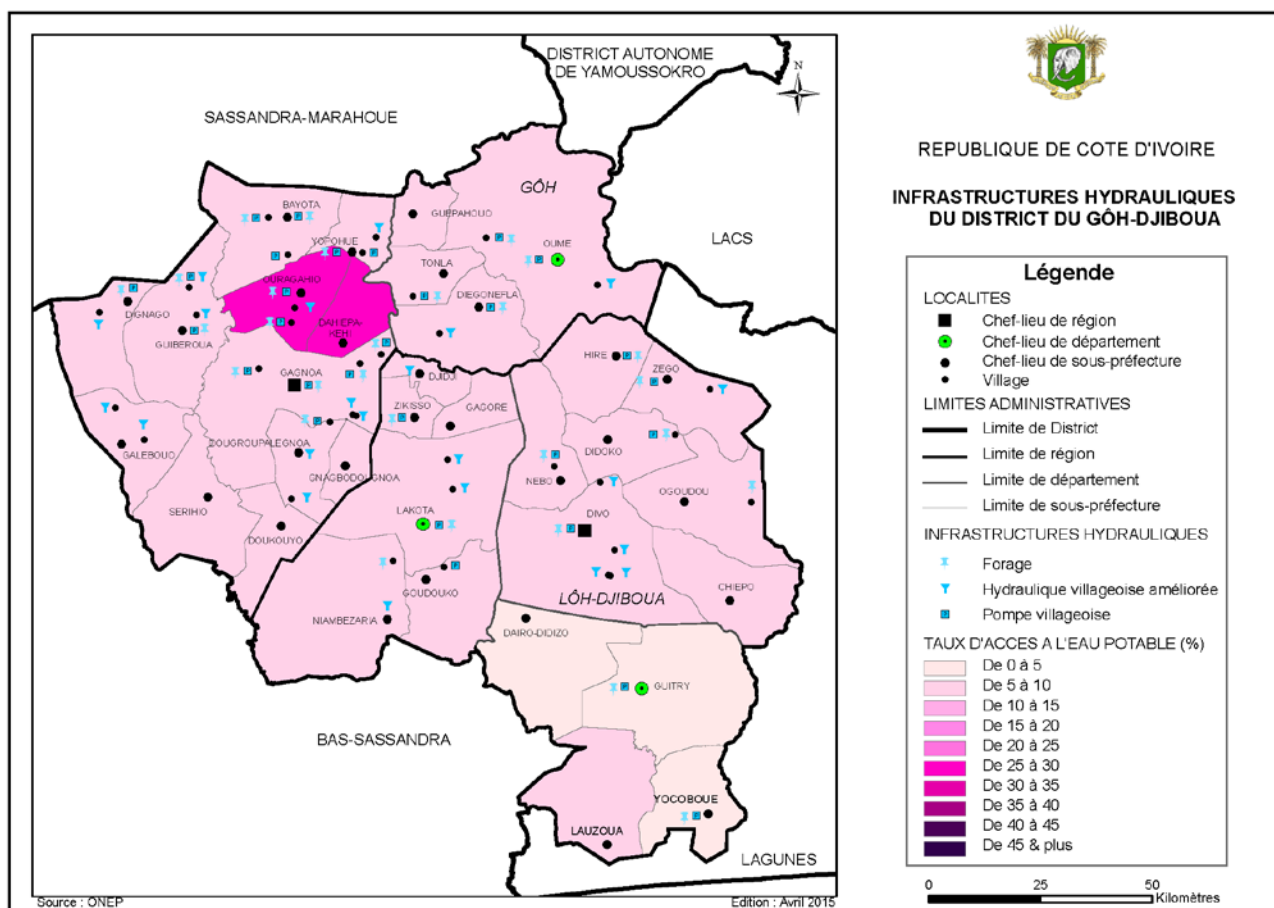 DISTRICT AUTONOME
DE YAMOUSSOKRO
N
SASSANDRA-MARAHOUE
GÔH
LACS
BAYOTA
GUEPAHOUO
YOPOHUE
OUME
TONLA
OURAGAHIO
DIGNAGO
DIEGONEFLA
GUIBEROUA
DAHIEPA-
KEHI
HIRE
ZEGO
GAGNOA
DJIDJI
ZIKISSO
GAGORE
GALEBOUO
DOUGROUPALEGNOA
DIDOKO
GNAGBODOUGNOA
NEBO
OGOUDOU
SERIHIO
LAKOTA
DIVO
DOUKOUYO
GOUDOUKO
CHIEPO
LÔH-DJIBOUA
NIAMBEZARIA
DAIRO-DIDIZO
GUITRY
BAS-SASSANDRA
YOCOBOUE
LAUZOUA
LAGUNES
Source : ONEP
Edition : Avril 2015
REPUBLIQUE DE COTE D'IVOIRE
INFRASTRUCTURES HYDRAULIQUES
DU DISTRICT DU GÔH-DJIBOUA
Légende
LOCALITES
Chef-lieu de région
Chef-lieu de département
Chef-lieu de sous-préfecture
Village
LIMITES ADMINISTRATIVES
Limite de District
Limite de région
Limite de département
Limite de sous-préfecture
INFRASTRUCTURES HYDRAULIQUES
Forage
Hydraulique villageoise améliorée
P Pompe villageoise
TAUX D'ACCES A L'EAU POTABLE (%)
De 0 à 5
De 5 à 10
De 10 à 15
De 15 à 20
De 20 à 25
De 25 à 30
De 30 à 35
De 35 à 40
De 40 à 45
De 45 & plus
0 25 50
Kilomètres